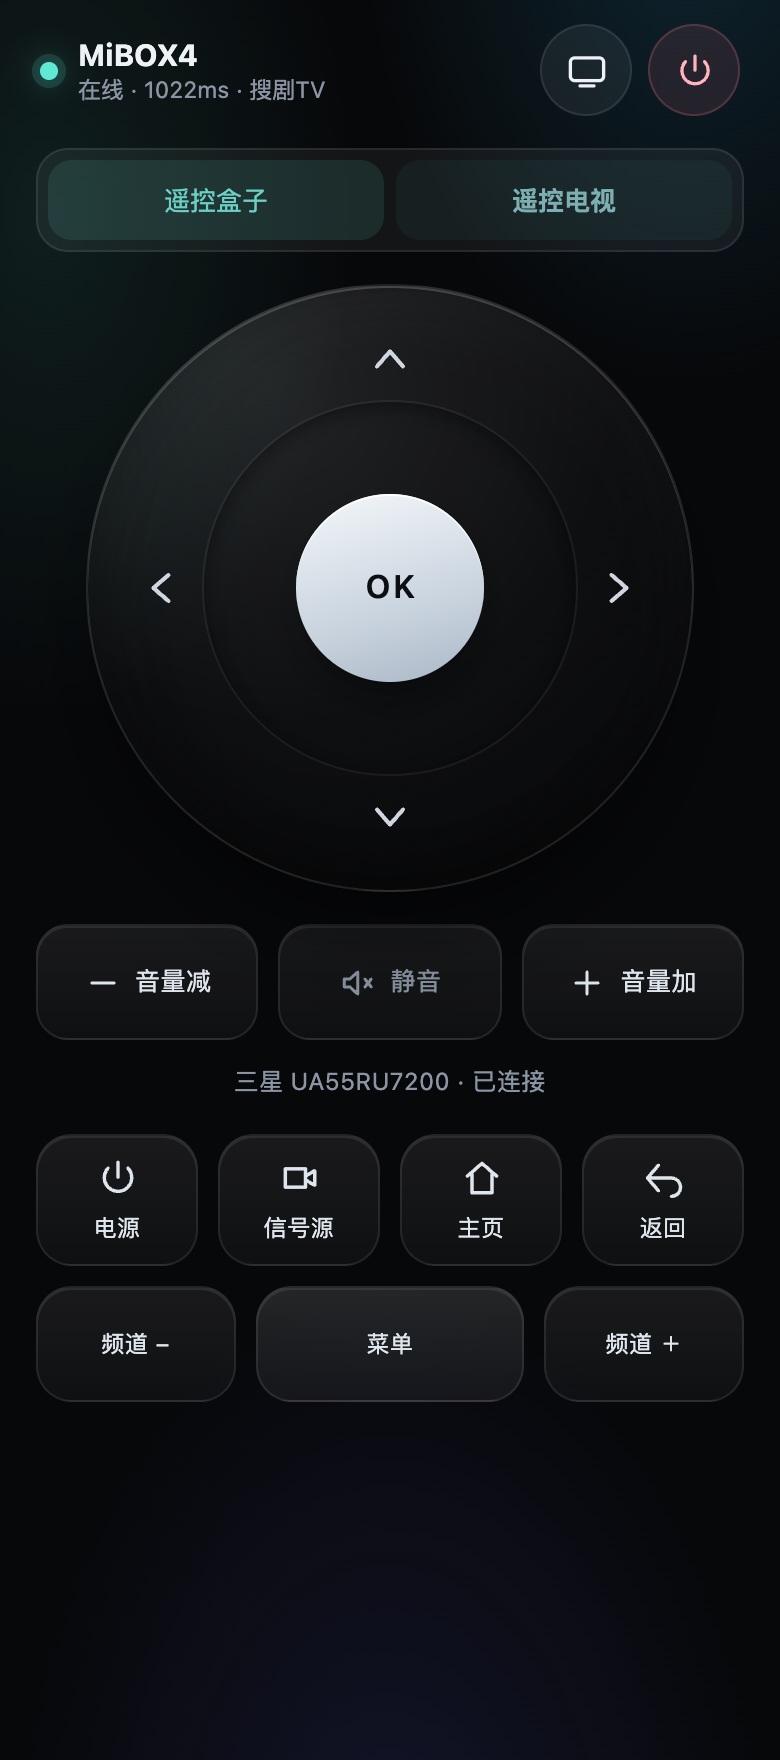 MiBOX4
在线 · 1022ms · 搜剧TV
遥控盒子
遥控电视
OK
音量减
静音
音量加
三星 UA55RU7200 · 已连接
电源
信号源
主页
返回
频道 −
菜单
频道 +